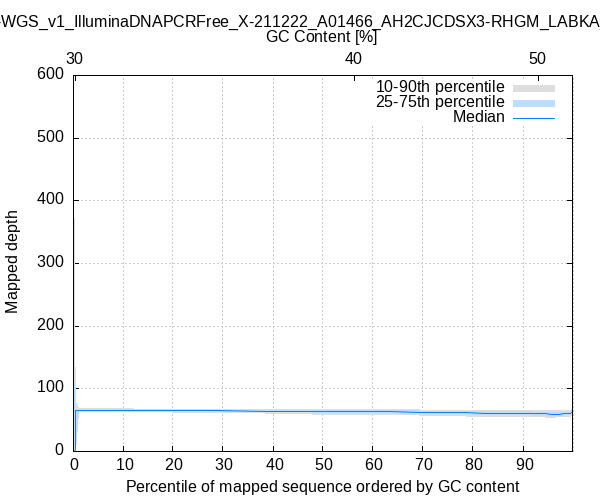 -WGS_v1_IlluminaDNAPCRFree_X-211222_A01466_AH2CJCDSX3-RHGM_LABKA
GC Content [%]
30 40 50
600
500
400
300
200
100
0
10-90th percentile
25-75th percentile
Median
Mapped depth
0 10 20 30 40 50 60 70 80 90
Percentile of mapped sequence ordered by GC content